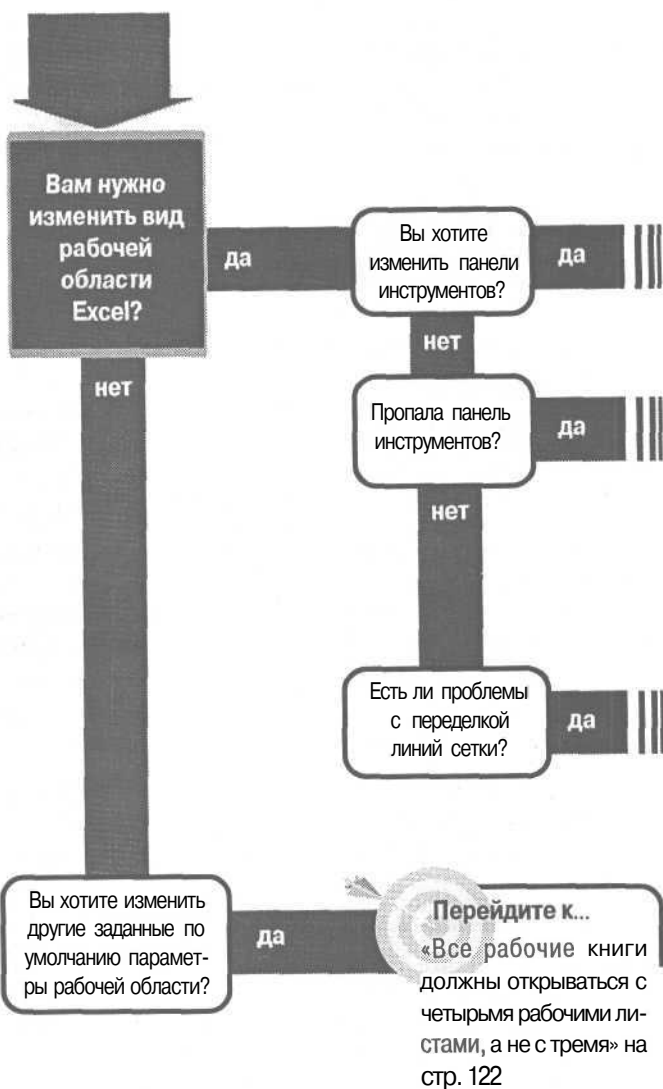 Вам нужно
изменить вид
рабочей
области
Excel?
да
Вы хотите
изменить панели
инструментов?
да
нет
нет
Пропала панель
инструментов?
да
нет
Есть ли проблемы
с переделкой
линий сетки?
да
Вы хотите изменить
другие заданные по
умолчанию парамет-
ры рабочей области?
да
Перейдите к...
«Все рабочие книги
должны открываться с
четырьмя рабочими ли-
стами, а не с тремя» на
стр. 122